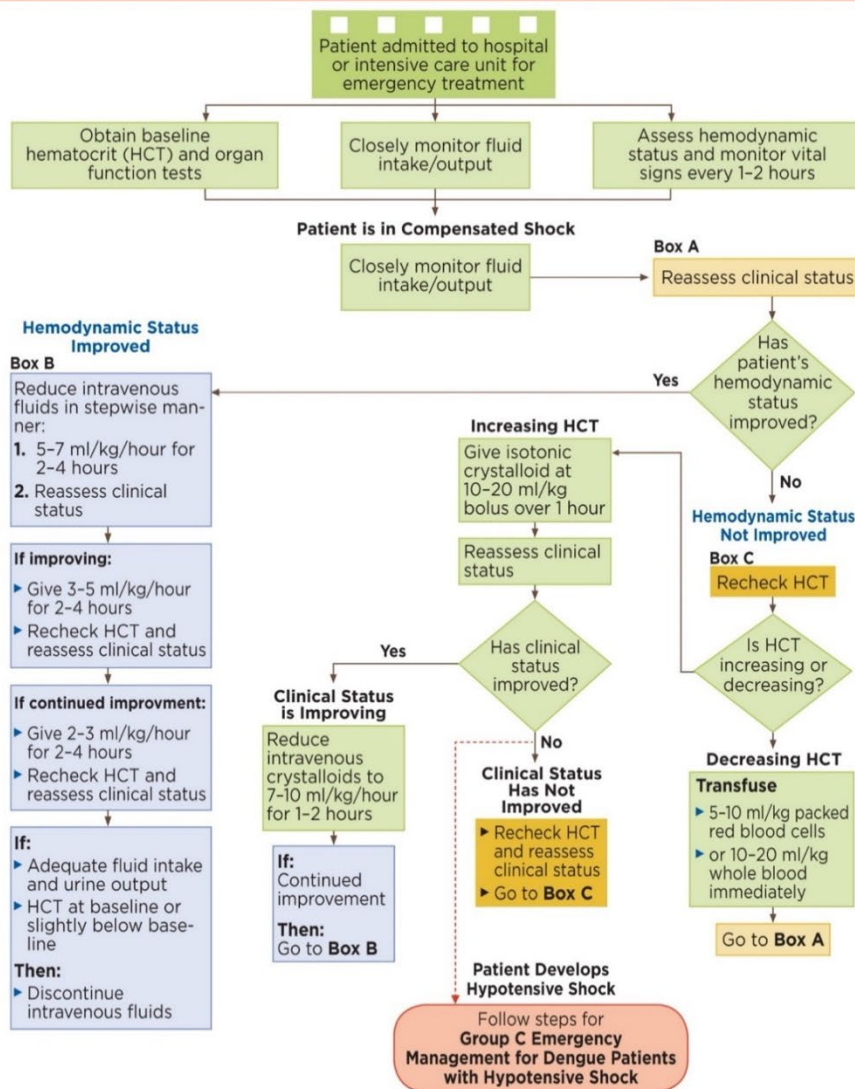 Patient admitted to hospital
or intensive care unit for
emergency treatment
Obtain baseline
hematocrit (HCT) and organ
function tests
Closely monitor fluid
intake/output
Assess hemodynamic
status and monitor vital
signs every 1–2 hours
Patient is in Compensated Shock
Closely monitor fluid
intake/output
Box A
Reassess clinical status
Has
patient's
hemodynamic
status
improved?
Yes
No
Hemodynamic Status
Improved
Box B
Reduce intravenous
fluids in stepwise man-
ner:
1. 5–7 ml/kg/hour for
2–4 hours
2. Reassess clinical
status
If improving:
▶ Give 3–5 ml/kg/hour
for 2–4 hours
▶ Recheck HCT and
reassess clinical status
If continued improvment:
▶ Give 2–3 ml/kg/hour
for 2–4 hours
▶ Recheck HCT and
reassess clinical status
If:
▶ Adequate fluid intake
and urine output
▶ HCT at baseline or
slightly below base-
line
Then:
▶ Discontinue
intravenous fluids
Hemodynamic Status
Not Improved
Box C
Recheck HCT
Is HCT
increasing or
decreasing?
Increasing HCT
Give isotonic
crystalloid at
10–20 ml/kg
bolus over 1 hour
Reassess clinical
status
Has clinical
status
improved?
Yes
Clinical Status
is Improving
Reduce
intravenous
crystalloids to
7–10 ml/kg/hour
for 1–2 hours
If:
Continued
improvement
Then:
Go to Box B
No
Clinical Status
Has Not
Improved
▶ Recheck HCT
and reassess
clinical status
▶ Go to Box C
Decreasing HCT
Transfuse
▶ 5–10 ml/kg packed
red blood cells
▶ or 10–20 ml/kg
whole blood
immediately
Go to Box A
Patient Develops
Hypotensive Shock
Follow steps for
Group C Emergency
Management for Dengue Patients
with Hypotensive Shock